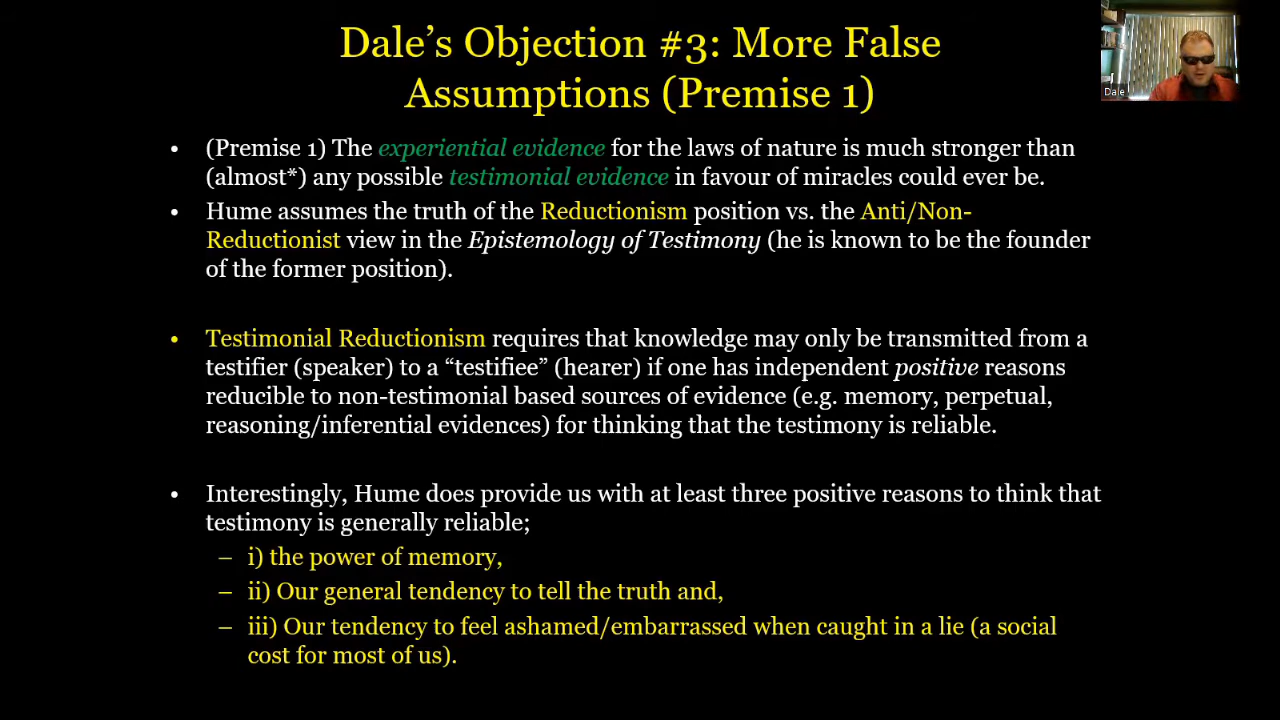 Dale's Objection #3: More False
Assumptions (Premise 1)
Dale
• (Premise 1) The experiential evidence for the laws of nature is much stronger than
(almost*) any possible testimonial evidence in favour of miracles could ever be.
• Hume assumes the truth of the Reductionism position vs. the Anti/Non-
Reductionist view in the Epistemology of Testimony (he is known to be the founder
of the former position).
• Testimonial Reductionism requires that knowledge may only be transmitted from a
testifier (speaker) to a “testifiee” (hearer) if one has independent positive reasons
reducible to non-testimonial based sources of evidence (e.g. memory, perpetual,
reasoning/inferential evidences) for thinking that the testimony is reliable.
• Interestingly, Hume does provide us with at least three positive reasons to think that
testimony is generally reliable;
– i) the power of memory,
– ii) Our general tendency to tell the truth and,
– iii) Our tendency to feel ashamed/embarrassed when caught in a lie (a social
cost for most of us).